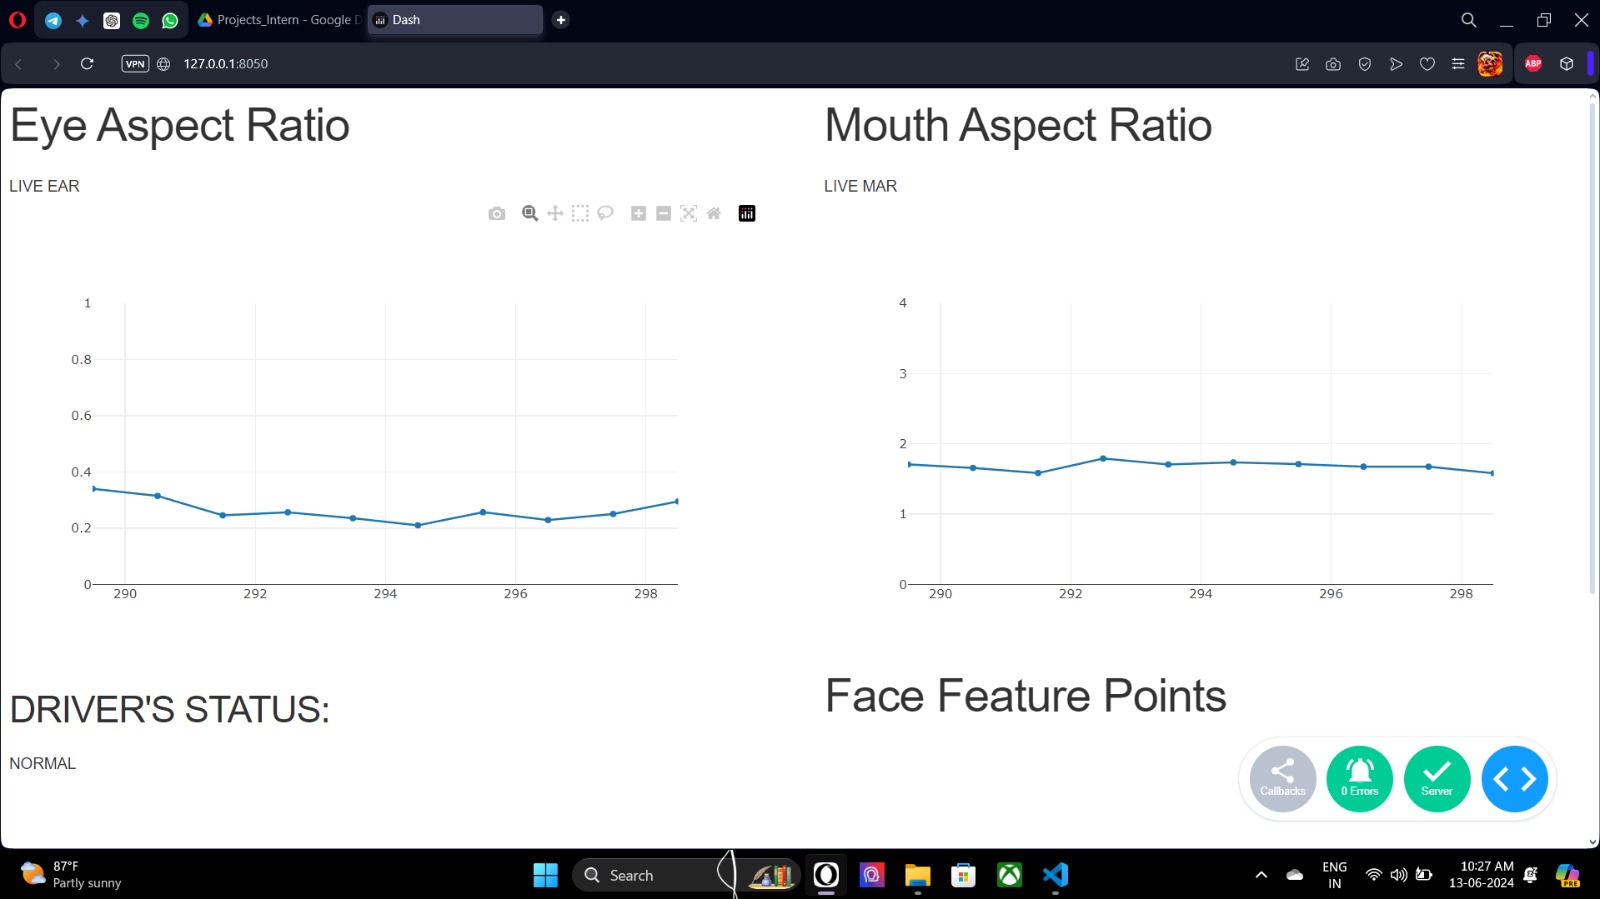 Projects_Intern - Google D
Dash
VPN
127.0.0.1:8050
ABP
Eye Aspect Ratio
LIVE EAR
1
0.8
0.6
0.4
0.2
0
290 292 294 296 298
Mouth Aspect Ratio
LIVE MAR
4
3
2
1
0
290 292 294 296 298
DRIVER'S STATUS:
NORMAL
Face Feature Points
Callbacks
0 Errors
Server
87°F
Partly sunny
Search
ENG
IN
10:27 AM
13-06-2024
PRE